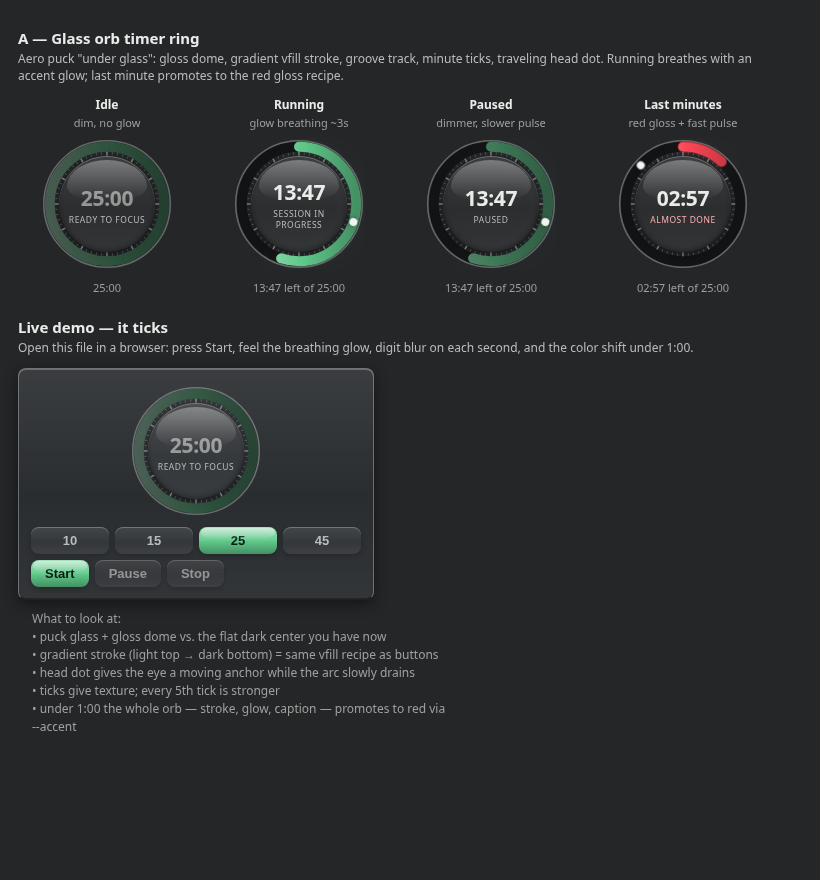 A — Glass orb timer ring
Aero puck "under glass": gloss dome, gradient vfill stroke, groove track, minute ticks, traveling head dot. Running breathes with an
accent glow; last minute promotes to the red gloss recipe.
Idle
dim, no glow
25:00
READY TO FOCUS
25:00
Running
glow breathing ~3s
13:47
SESSION IN
PROGRESS
13:47 left of 25:00
Paused
dimmer, slower pulse
13:47
PAUSED
13:47 left of 25:00
Last minutes
red gloss + fast pulse
02:57
ALMOST DONE
02:57 left of 25:00
Live demo — it ticks
Open this file in a browser: press Start, feel the breathing glow, digit blur on each second, and the color shift under 1:00.
25:00
READY TO FOCUS
10
15
25
45
Start
Pause
Stop
What to look at:
• puck glass + gloss dome vs. the flat dark center you have now
• gradient stroke (light top → dark bottom) = same vfill recipe as buttons
• head dot gives the eye a moving anchor while the arc slowly drains
• ticks give texture; every 5th tick is stronger
• under 1:00 the whole orb — stroke, glow, caption — promotes to red via
--accent